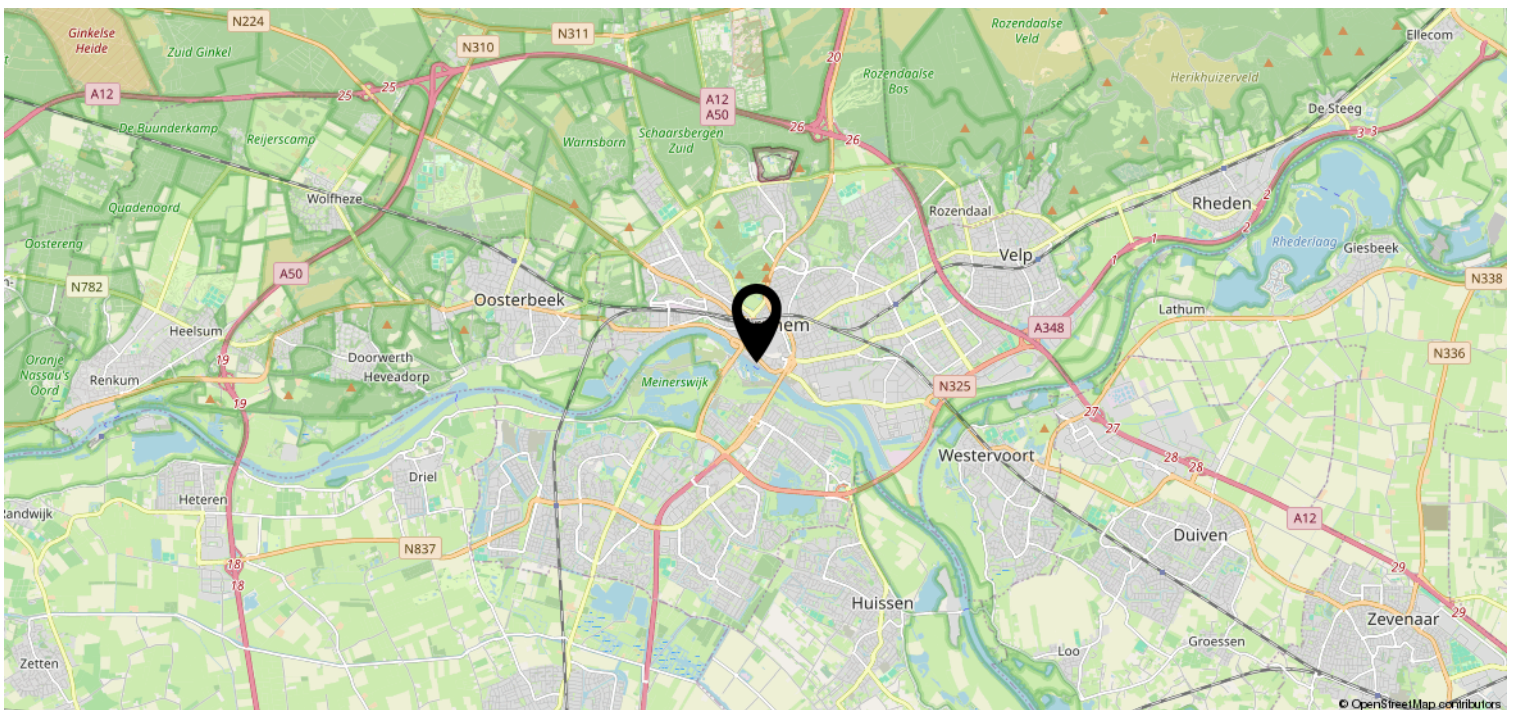 N224
Ginkelse
Heide
Zuid Ginkel
N310
N311
20
Rozendaalse
Veld
Ellecom
A12
25
25
A12
A50
Rozendaalse
Bos
Herikhuizerveld
De Steeg
De Buunderkamp
Reijerscamp
Warnsborn
Schaarsbergen
Zuid
26
26
3
3
Quadenoord
Wolfheze
Rozendaal
Rheden
2
2
Oostereng
A50
Velp
1
1
Rhederlaag
Giesbeek
N782
Oosterbeek
N338
Lathum
Heelsum
hem
A348
Oranje
Nassau's
Oord
19
Doorwerth
Heveadorp
Renkum
Meinerswijk
N325
N336
19
27
27
Driel
Westervoort
28
28
Heteren
Randwijk
A12
Duiven
N837
18
18
29
29
Huissen
Zevenaar
Groessen
Loo
Zetten
© OpenStreetMap contributors